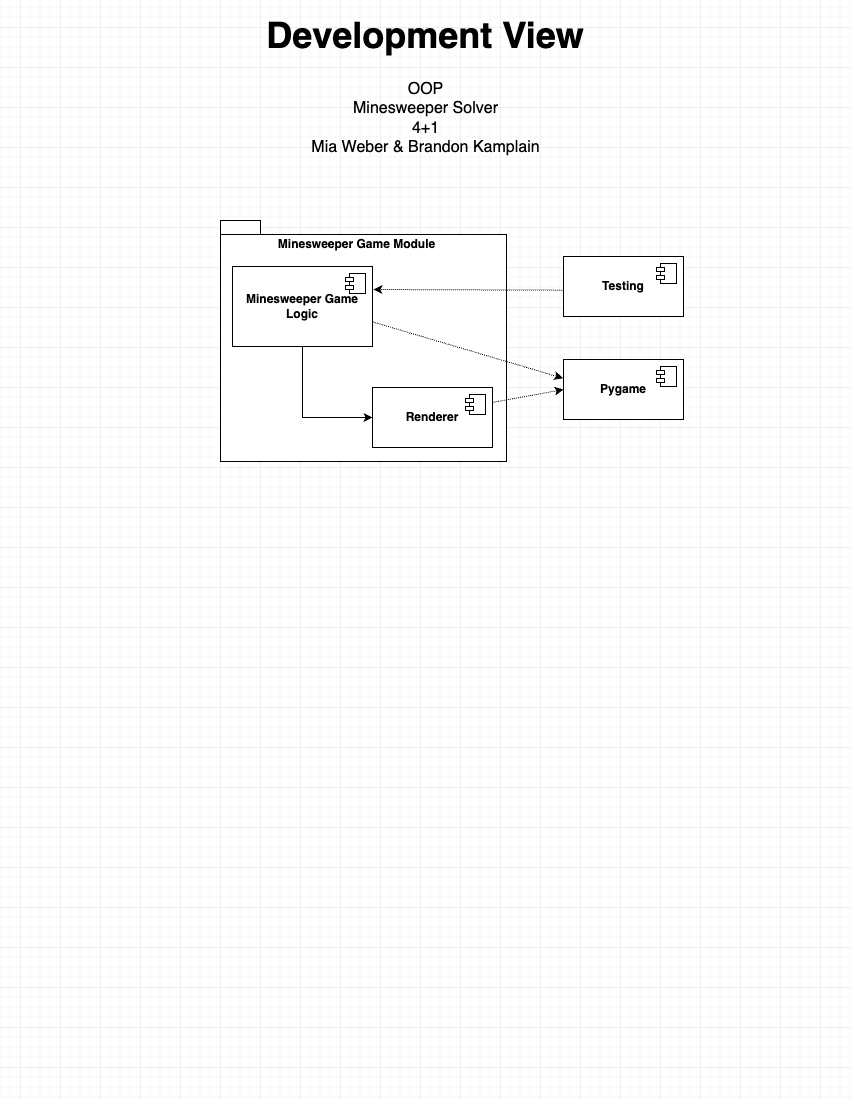 Development View
OOP
Minesweeper Solver
4+1
Mia Weber & Brandon Kamplain
Minesweeper Game Module
Minesweeper Game
Logic
Testing
Pygame
Renderer